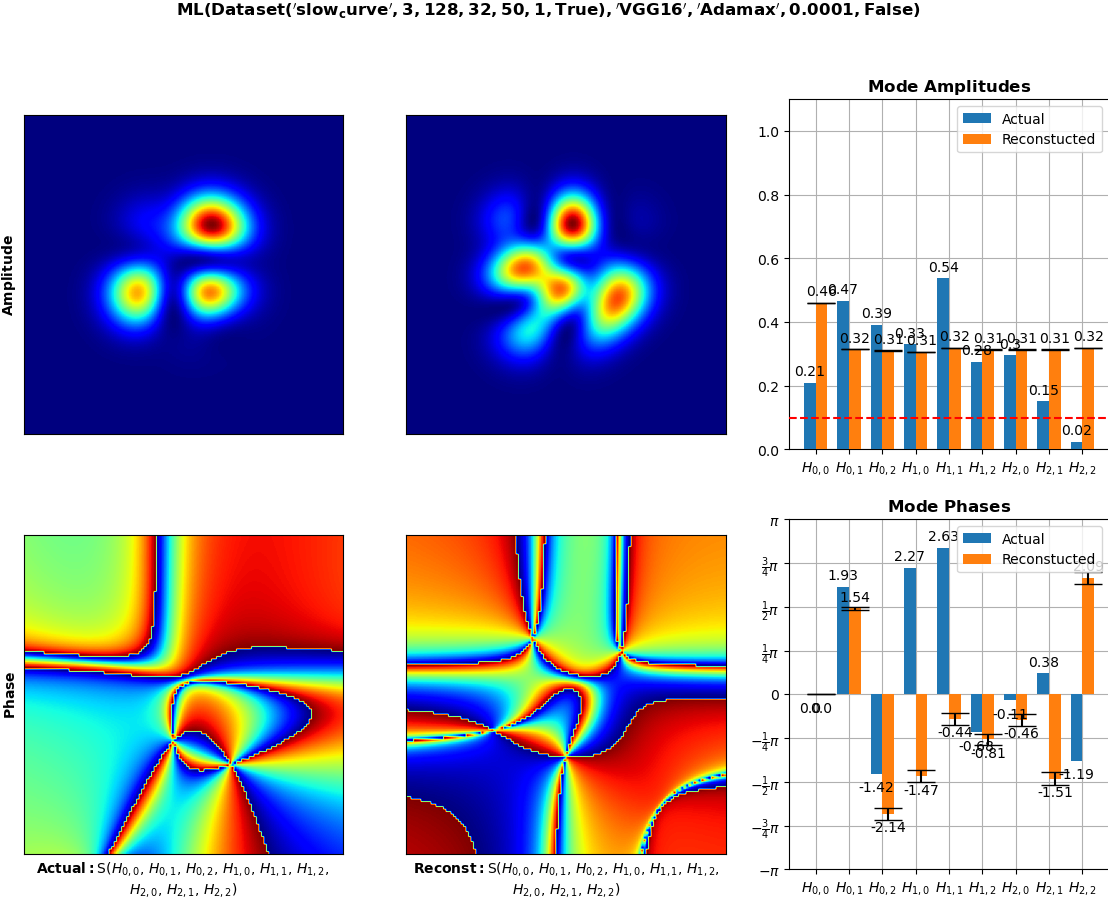 ML(Dataset('slow_curve', 3, 128, 32, 50, 1, True), 'VGG16', 'Adamax', 0.0001, False)
Amplitude
Mode Amplitudes
Actual
Reconstucted
1.0
0.8
0.6
0.4
0.2
0.0
0.21 0.46 0.47 0.32 0.39 0.31 0.33 0.31 0.54 0.32 0.28 0.31 0.3 0.31 0.15 0.31 0.02 0.32
H0,0 H0,1 H0,2 H1,0 H1,1 H1,2 H2,0 H2,1 H2,2
Phase
Actual:S(H0,0, H0,1, H0,2, H1,0, H1,1, H1,2,
H2,0, H2,1, H2,2)
Reconst:S(H0,0, H0,1, H0,2, H1,0, H1,1, H1,2,
H2,0, H2,1, H2,2)
Mode Phases
Actual
Reconstucted
π
3/4π
1/2π
1/4π
0
−1/4π
−1/2π
−3/4π
−π
0.0 0.0 1.93 1.54 -1.42 -2.14 2.27 -1.47 2.63 -0.44 -0.68 -0.81 -0.11 -0.46 0.38 -1.51 -1.19
H0,0 H0,1 H0,2 H1,0 H1,1 H1,2 H2,0 H2,1 H2,2